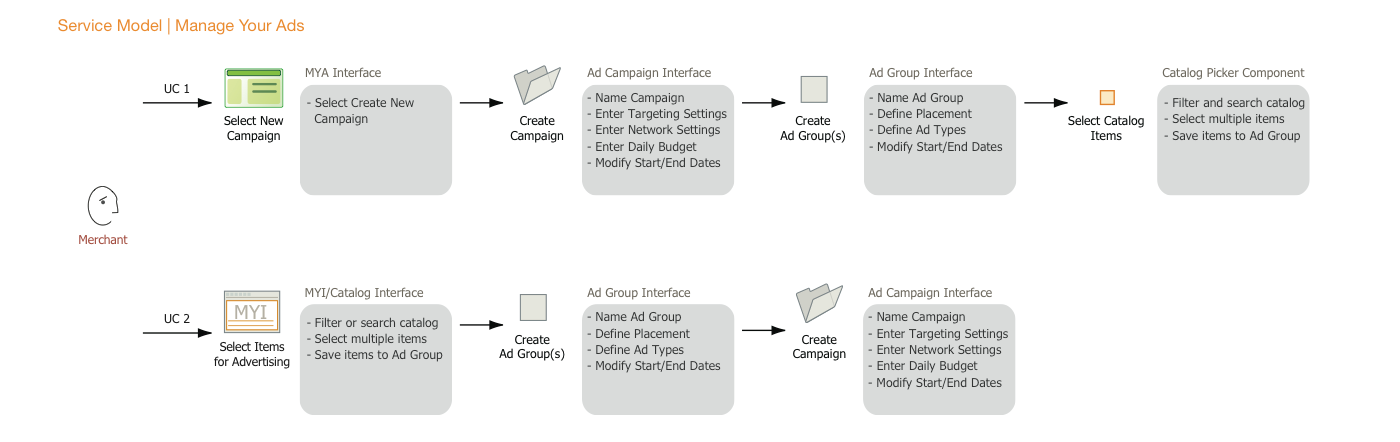 Service Model | Manage Your Ads
UC 1
Select New
Campaign
MYA Interface
- Select Create New
Campaign
Create
Campaign
Ad Campaign Interface
- Name Campaign
- Enter Targeting Settings
- Enter Network Settings
- Enter Daily Budget
- Modify Start/End Dates
Create
Ad Group(s)
Ad Group Interface
- Name Ad Group
- Define Placement
- Define Ad Types
- Modify Start/End Dates
Select Catalog
Items
Catalog Picker Component
- Filter and search catalog
- Select multiple items
- Save items to Ad Group
Merchant
UC 2
MYI
Select Items
for Advertising
MYI/Catalog Interface
- Filter or search catalog
- Select multiple items
- Save items to Ad Group
Create
Ad Group(s)
Ad Group Interface
- Name Ad Group
- Define Placement
- Define Ad Types
- Modify Start/End Dates
Create
Campaign
Ad Campaign Interface
- Name Campaign
- Enter Targeting Settings
- Enter Network Settings
- Enter Daily Budget
- Modify Start/End Dates